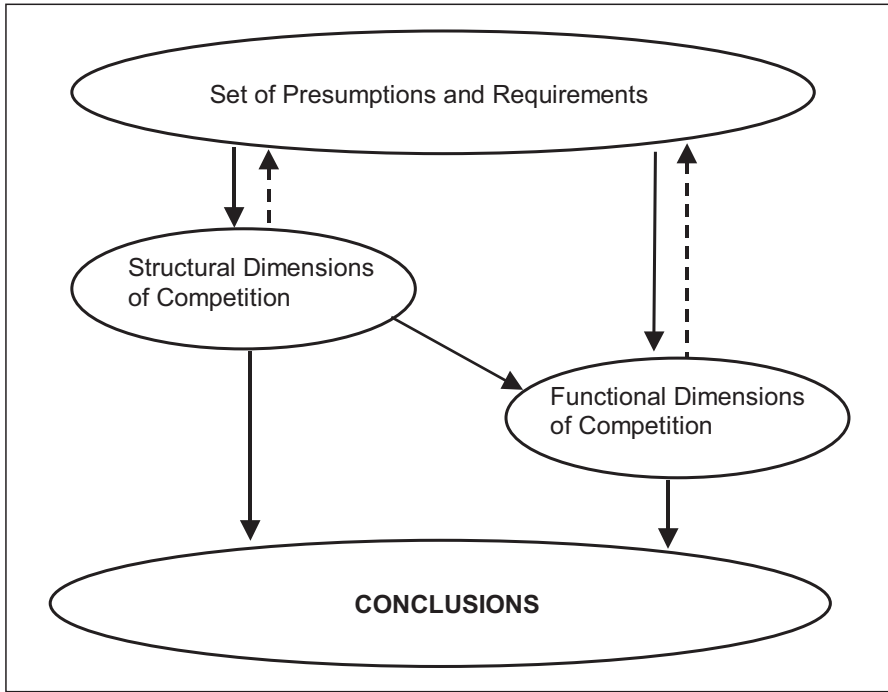 Set of Presumptions and Requirements
Structural Dimensions
of Competition
Functional Dimensions
of Competition
CONCLUSIONS